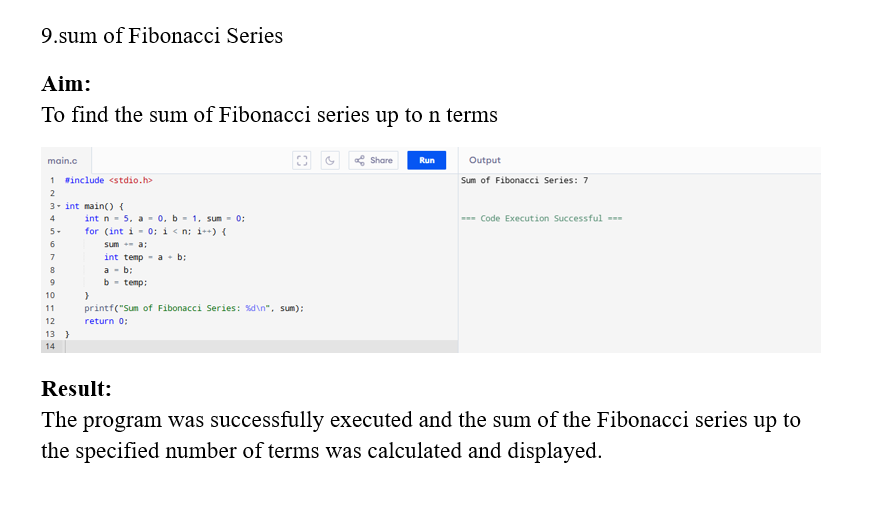 9.sum of Fibonacci Series
Aim:
To find the sum of Fibonacci series up to n terms
main.c
Share
Run
Output
1 #include <stdio.h>
2
3 int main() {
4 int n = 5, a = 0, b = 1, sum = 0;
5 for (int i = 0; i < n; i++) {
6 sum += a;
7 int temp = a + b;
8 a = b;
9 b = temp;
10 }
11 printf("Sum of Fibonacci Series: %d\n", sum);
12 return 0;
13 }
14
Sum of Fibonacci Series: 7
=== Code Execution Successful ===
Result:
The program was successfully executed and the sum of the Fibonacci series up to
the specified number of terms was calculated and displayed.